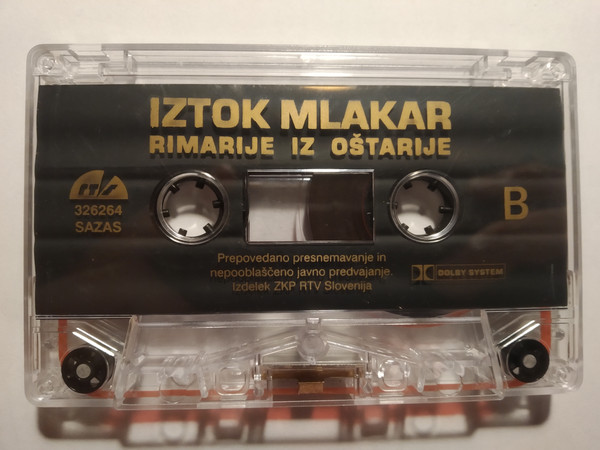 IZTOK MLAKAR
RIMARIJE IZ OŠTARIJE
326264
SAZAS
B
Prepovedano presnemavanje in
nepooblaščeno javno predvajanje.
Izdelek ZKP RTV Slovenija
DOLBY SYSTEM